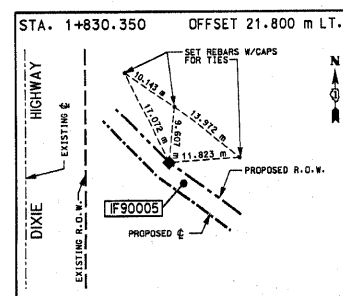 STA. 1+830.350 OFFSET 21.800 m LT.
SET REBARS W/CAPS
FOR TIES
N
10.143 m
13.972 m
17.072 m
9.607 m
11.823 m
DIXIE HIGHWAY
EXISTING ℄
EXISTING R.O.W.
PROPOSED R.O.W.
IF90005
PROPOSED ℄